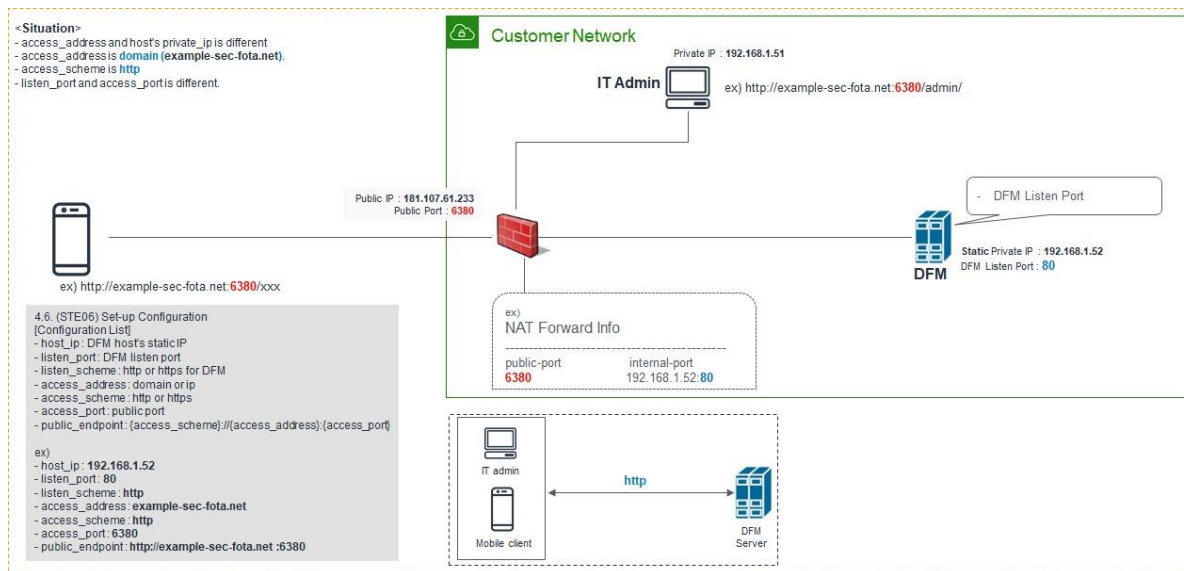 <Situation>
- access_address and host's private_ip is different
- access_address is domain (example-sec-fota.net).
- access_scheme is http
- listen_port and access_port is different.
Customer Network
Private IP : 192.168.1.51
IT Admin
ex) http://example-sec-fota.net:6380/admin/
Public IP : 181.107.61.233
Public Port : 6380
- DFM Listen Port
Static Private IP : 192.168.1.52
DFM Listen Port : 80
DFM
ex) http://example-sec-fota.net:6380/xxx
ex)
NAT Forward Info
public-port internal-port
6380 192.168.1.52:80
4.6. (STE06) Set-up Configuration
[Configuration List]
- host_ip : DFM host's static IP
- listen_port : DFM listen port
- listen_scheme : http or https for DFM
- access_address : domain or ip
- access_scheme : http or https
- access_port : public port
- public_endpoint : {access_scheme}://{access_address}:{access_port}
ex)
- host_ip : 192.168.1.52
- listen_port : 80
- listen_scheme : http
- access_address : example-sec-fota.net
- access_scheme : http
- access_port : 6380
- public_endpoint : http://example-sec-fota.net :6380
IT admin
http
Mobile client
DFM
Server